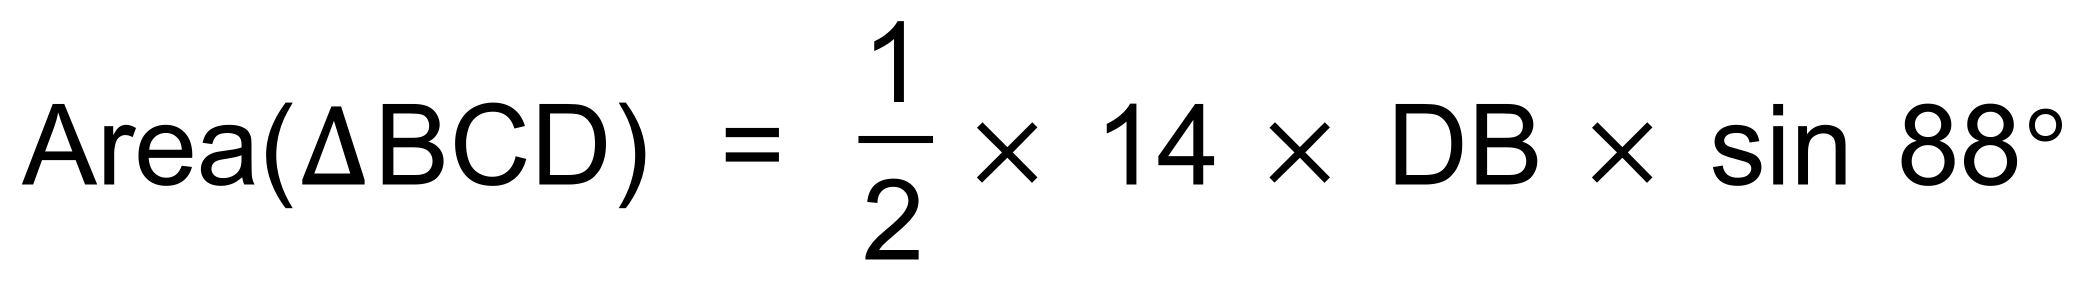 Area(ΔBCD) = 1/2 × 14 × DB × sin 88°